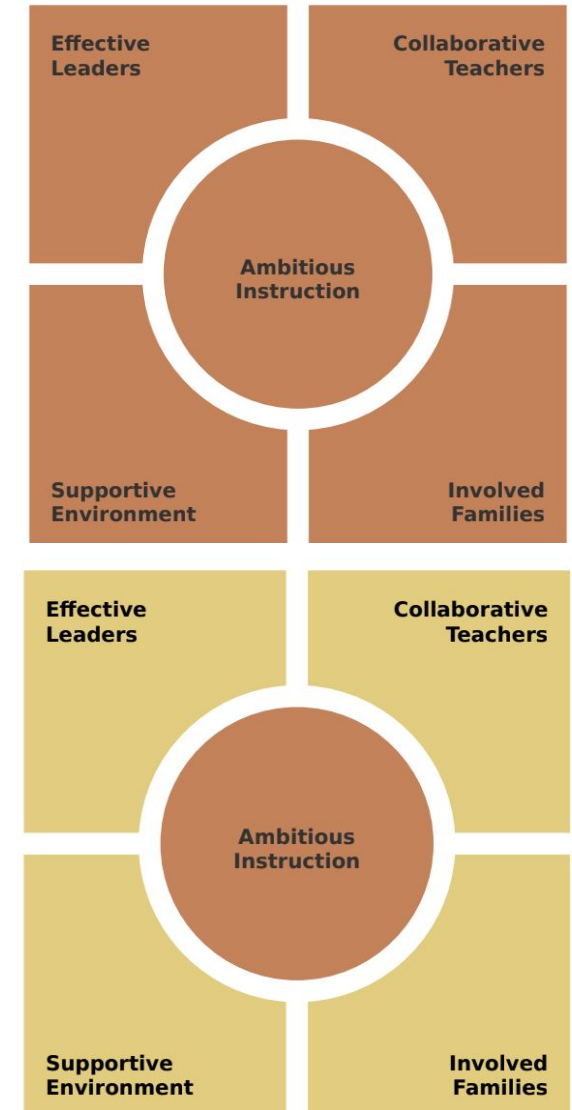 Effective
Leaders
Collaborative
Teachers
Ambitious
Instruction
Supportive
Environment
Involved
Families
Effective
Leaders
Collaborative
Teachers
Ambitious
Instruction
Supportive
Environment
Involved
Families